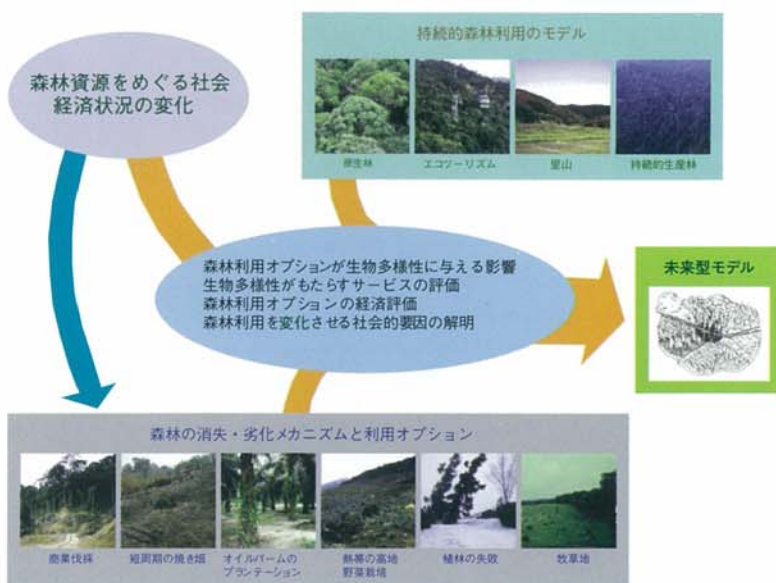 持続的森林利用のモデル
森林資源をめぐる社会
経済状況の変化
原生林
エコツーリズム
里山
持続的生産林
森林利用オプションが生物多様性に与える影響
生物多様性がもたらすサービスの評価
森林利用オプションの経済評価
森林利用を変化させる社会的要因の解明
未来型モデル
森林の消失・劣化メカニズムと利用オプション
商業伐採
短周期の焼き畑
オイルパームの
プランテーション
熱帯の高地
野菜栽培
植林の失敗
牧草地